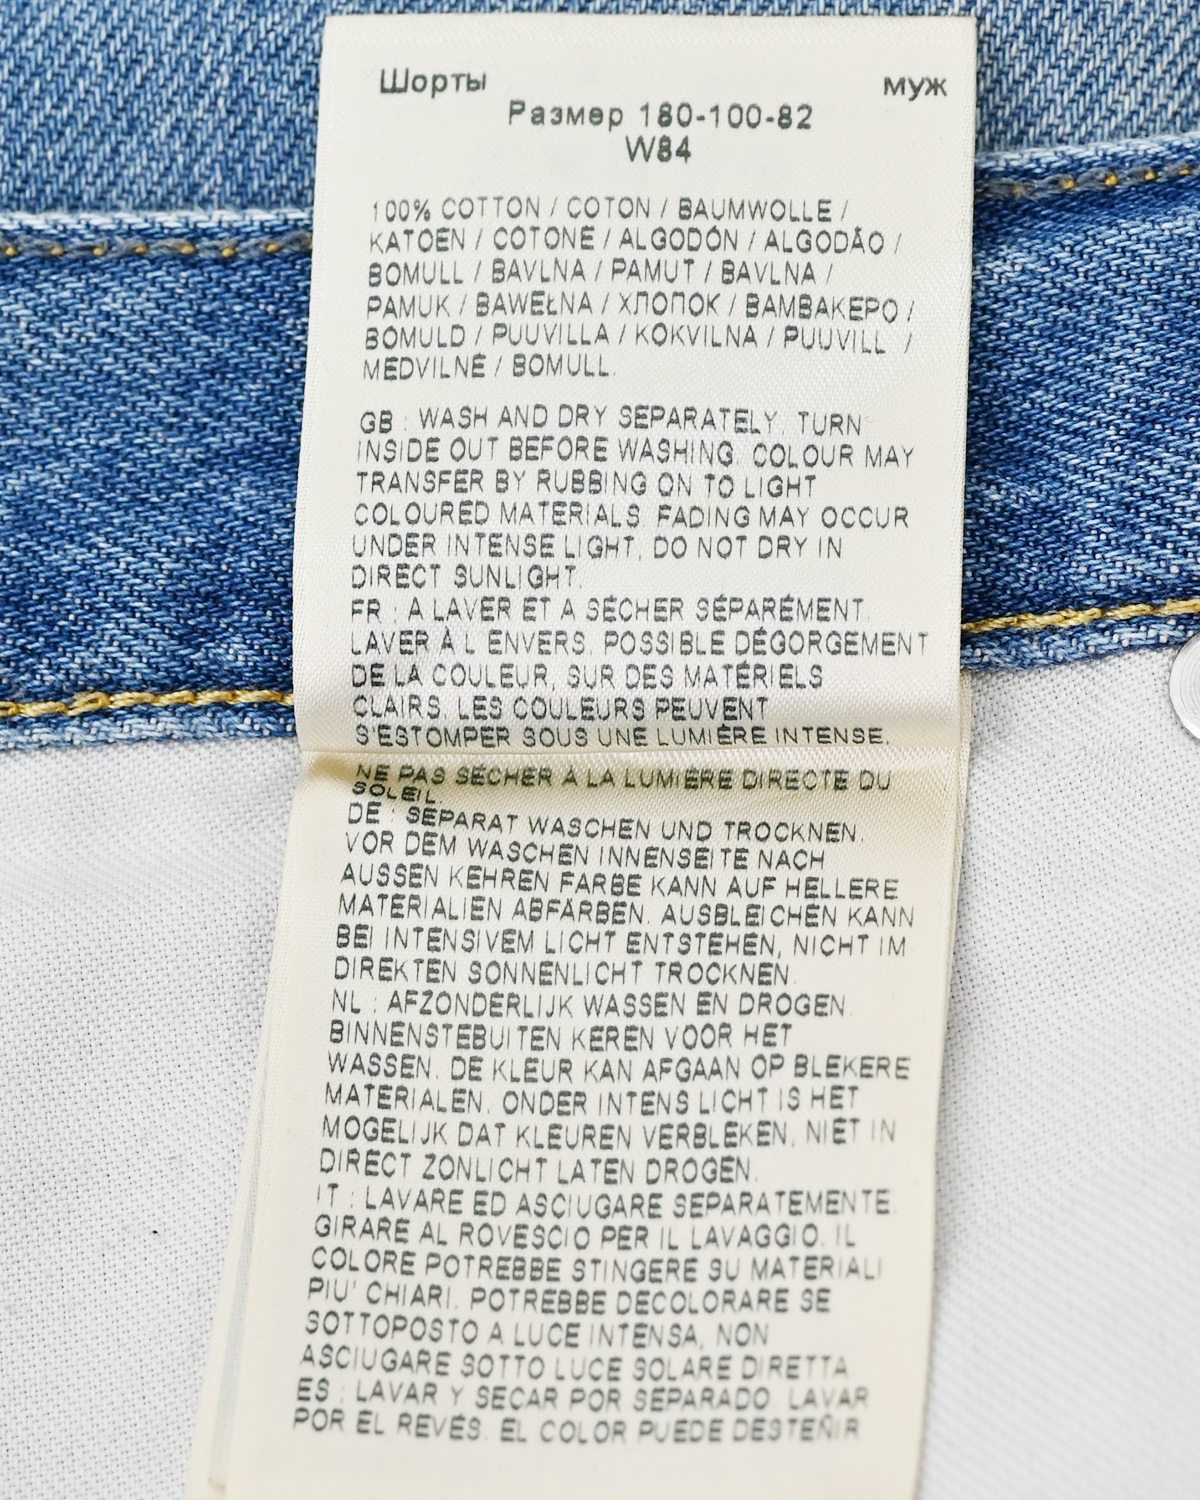 Шорты муж
Размер 180-100-82
W84
100% COTTON / COTON / BAUMWOLLE /
KATOEN / COTONE / ALGODÓN / ALGODÃO /
BOMULL / BAVLNA / PAMUT / BAVLNA /
PAMUK / BAWEŁNA / ХЛОПОК / ΒΑΜΒΑΚΕΡΟ /
BOMULD / PUUVILLA / KOKVILNA / PUUVILL /
MEDVILNĖ / BOMULL.
GB : WASH AND DRY SEPARATELY. TURN
INSIDE OUT BEFORE WASHING. COLOUR MAY
TRANSFER BY RUBBING ON TO LIGHT
COLOURED MATERIALS. FADING MAY OCCUR
UNDER INTENSE LIGHT, DO NOT DRY IN
DIRECT SUNLIGHT.
FR : A LAVER ET A SÉCHER SÉPARÉMENT.
LAVER À L'ENVERS. POSSIBLE DÉGORGEMENT
DE LA COULEUR, SUR DES MATÉRIELS
CLAIRS. LES COULEURS PEUVENT
S'ESTOMPER SOUS UNE LUMIÈRE INTENSE.
NE PAS SÉCHER À LA LUMIÈRE DIRECTE DU
SOLEIL.
DE : SEPARAT WASCHEN UND TROCKNEN.
VOR DEM WASCHEN INNENSEITE NACH
AUSSEN KEHREN FARBE KANN AUF HELLERE
MATERIALIEN ABFÄRBEN. AUSBLEICHEN KANN
BEI INTENSIVEM LICHT ENTSTEHEN, NICHT IM
DIREKTEN SONNENLICHT TROCKNEN.
NL : AFZONDERLIJK WASSEN EN DROGEN.
BINNENSTEBUITEN KEREN VOOR HET
WASSEN. DE KLEUR KAN AFGAAN OP BLEKERE
MATERIALEN. ONDER INTENS LICHT IS HET
MOGELIJK DAT KLEUREN VERBLEKEN, NIET IN
DIRECT ZONLICHT LATEN DROGEN.
IT : LAVARE ED ASCIUGARE SEPARATEMENTE.
GIRARE AL ROVESCIO PER IL LAVAGGIO. IL
COLORE POTREBBE STINGERE SU MATERIALI
PIU' CHIARI. POTREBBE DECOLORARE SE
SOTTOPOSTO A LUCE INTENSA, NON
ASCIUGARE SOTTO LUCE SOLARE DIRETTA
ES : LAVAR Y SECAR POR SEPARADO. LAVAR
POR EL REVÉS. EL COLOR PUEDE DESTEÑIR